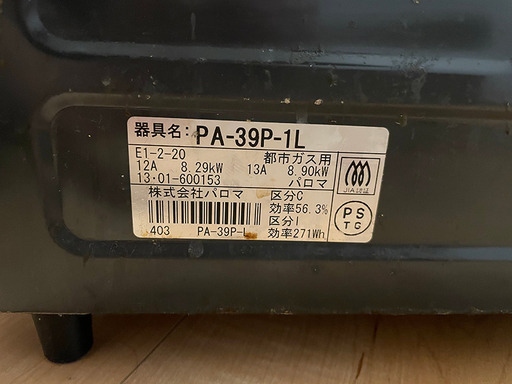 器具名: PA-39P-1L
E1-2-20 都市ガス用
12A 8.29kW 13A 8.90kW
13・01-600153 パロマ
JIA認証
株式会社パロマ 区分C
効率56.3%
区分I
403 PA-39P-L 効率271Wh
PS
TG